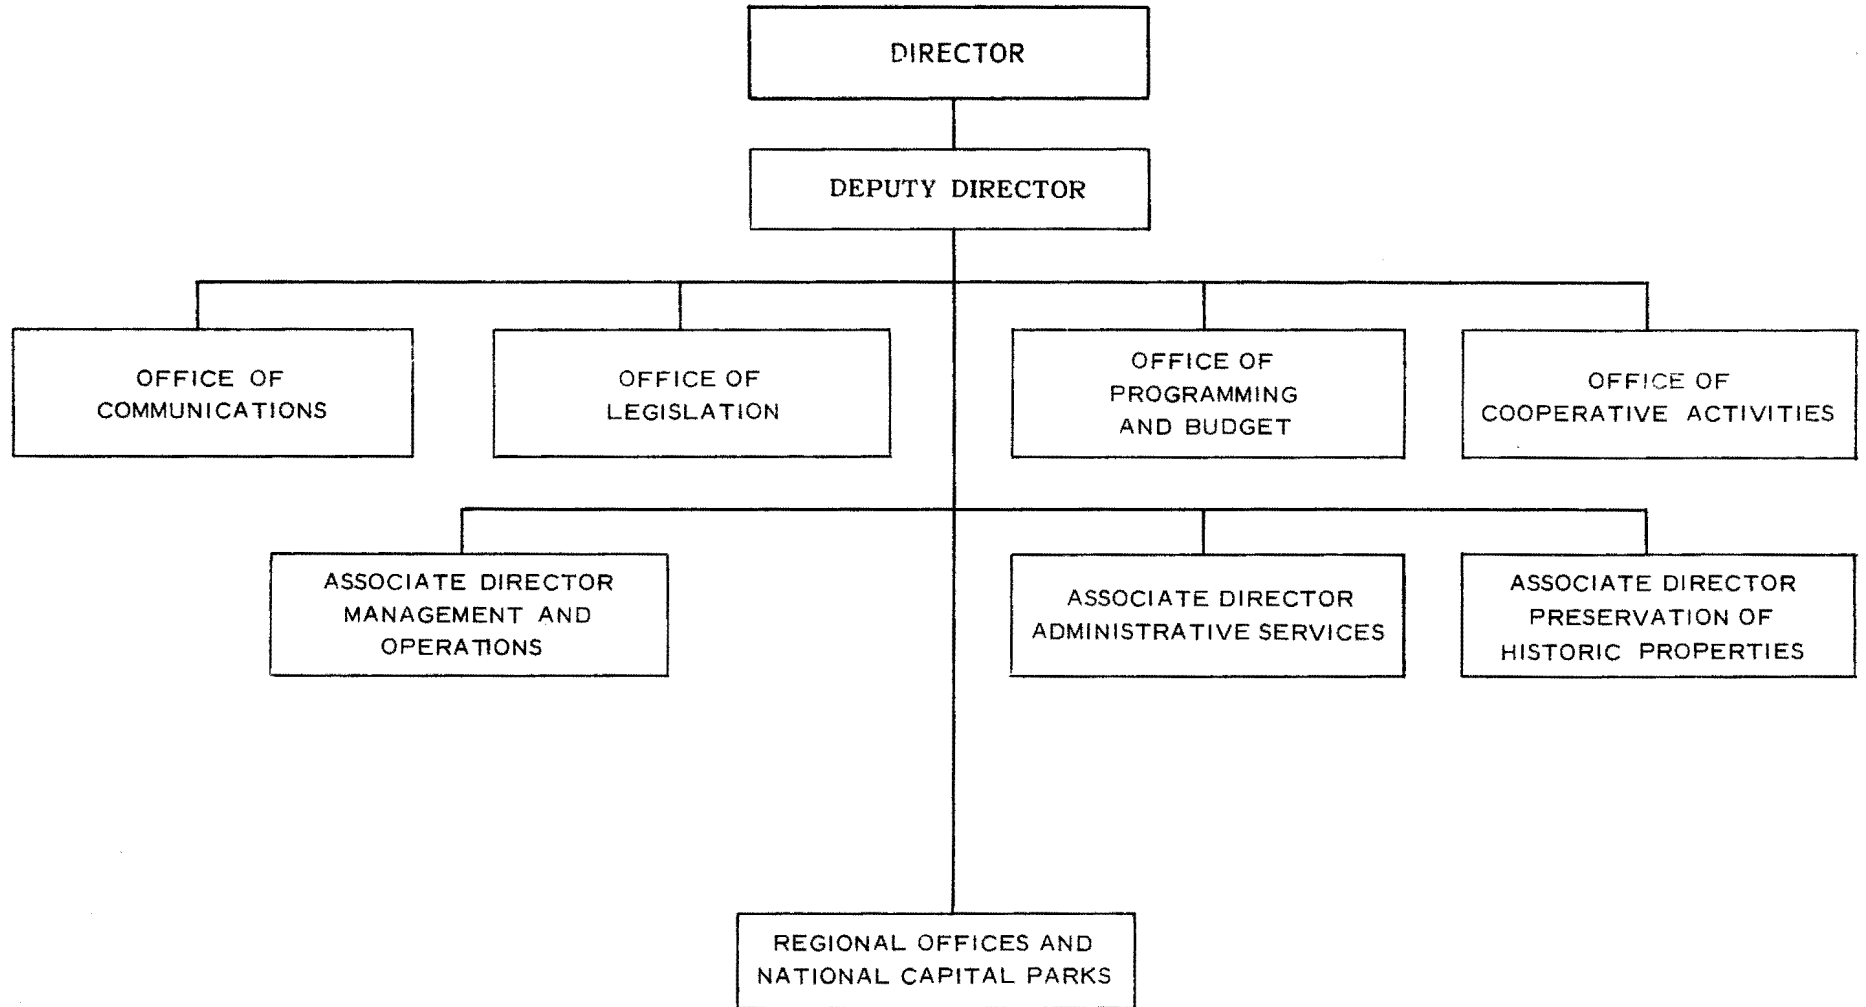 DIRECTOR
DEPUTY DIRECTOR
OFFICE OF
COMMUNICATIONS
OFFICE OF
LEGISLATION
OFFICE OF
PROGRAMMING
AND BUDGET
OFFICE OF
COOPERATIVE ACTIVITIES
ASSOCIATE DIRECTOR
MANAGEMENT AND
OPERATIONS
ASSOCIATE DIRECTOR
ADMINISTRATIVE SERVICES
ASSOCIATE DIRECTOR
PRESERVATION OF
HISTORIC PROPERTIES
REGIONAL OFFICES AND
NATIONAL CAPITAL PARKS